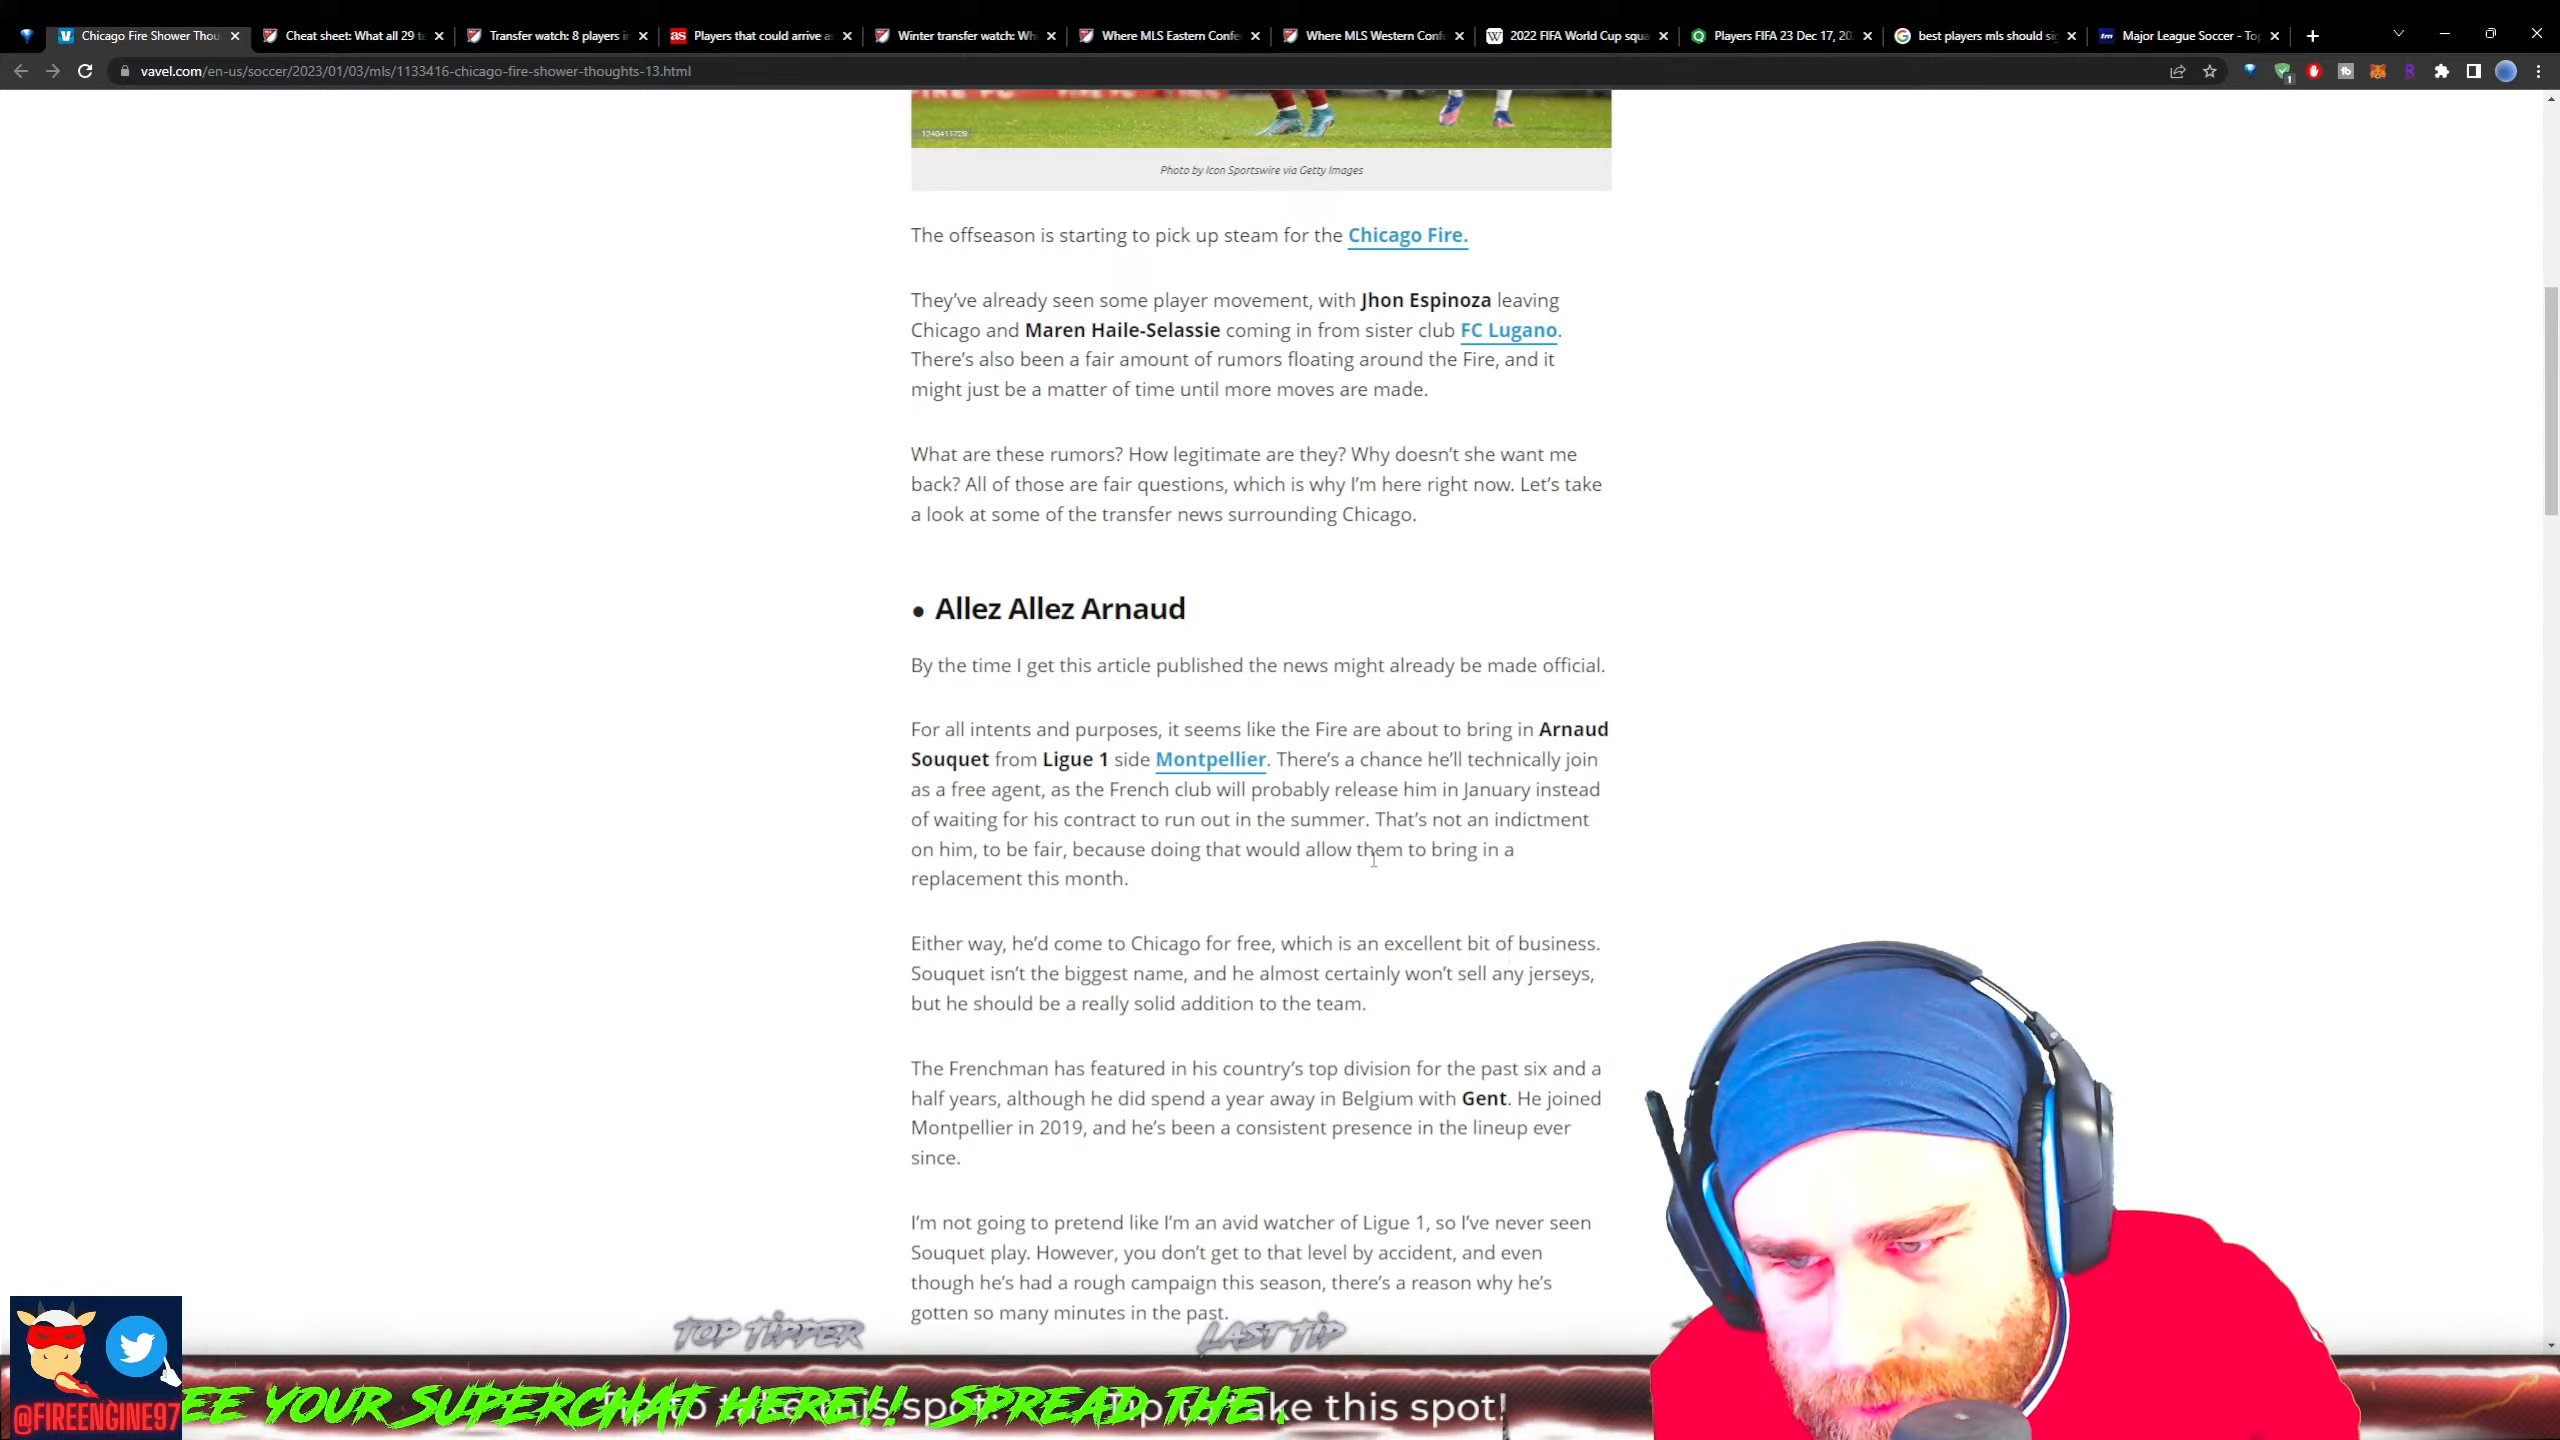 Chicago Fire Shower Thou
Cheat sheet: What all 29 te
Transfer watch: 8 players i
as Players that could arrive a
Winter transfer watch: Wh
Where MLS Eastern Confe
Where MLS Western Conf
W 2022 FIFA World Cup squa
Players FIFA 23 Dec 17, 20
best players mls should si
tm Major League Soccer - To
vavel.com/en-us/soccer/2023/01/03/mls/1133416-chicago-fire-shower-thoughts-13.html
1240411729
Photo by Icon Sportswire via Getty Images
The offseason is starting to pick up steam for the Chicago Fire.
They've already seen some player movement, with Jhon Espinoza leaving
Chicago and Maren Haile-Selassie coming in from sister club FC Lugano.
There's also been a fair amount of rumors floating around the Fire, and it
might just be a matter of time until more moves are made.
What are these rumors? How legitimate are they? Why doesn't she want me
back? All of those are fair questions, which is why I'm here right now. Let's take
a look at some of the transfer news surrounding Chicago.
• Allez Allez Arnaud
By the time I get this article published the news might already be made official.
For all intents and purposes, it seems like the Fire are about to bring in Arnaud
Souquet from Ligue 1 side Montpellier. There's a chance he'll technically join
as a free agent, as the French club will probably release him in January instead
of waiting for his contract to run out in the summer. That's not an indictment
on him, to be fair, because doing that would allow them to bring in a
replacement this month.
Either way, he'd come to Chicago for free, which is an excellent bit of business.
Souquet isn't the biggest name, and he almost certainly won't sell any jerseys,
but he should be a really solid addition to the team.
The Frenchman has featured in his country's top division for the past six and a
half years, although he did spend a year away in Belgium with Gent. He joined
Montpellier in 2019, and he's been a consistent presence in the lineup ever
since.
I'm not going to pretend like I'm an avid watcher of Ligue 1, so I've never seen
Souquet play. However, you don't get to that level by accident, and even
though he's had a rough campaign this season, there's a reason why he's
gotten so many minutes in the past.
TOP TIPPER
LAST TIP
EE YOUR SUPERCHAT HERE!! SPREAD THE
this spot!
@FIREENGINE97